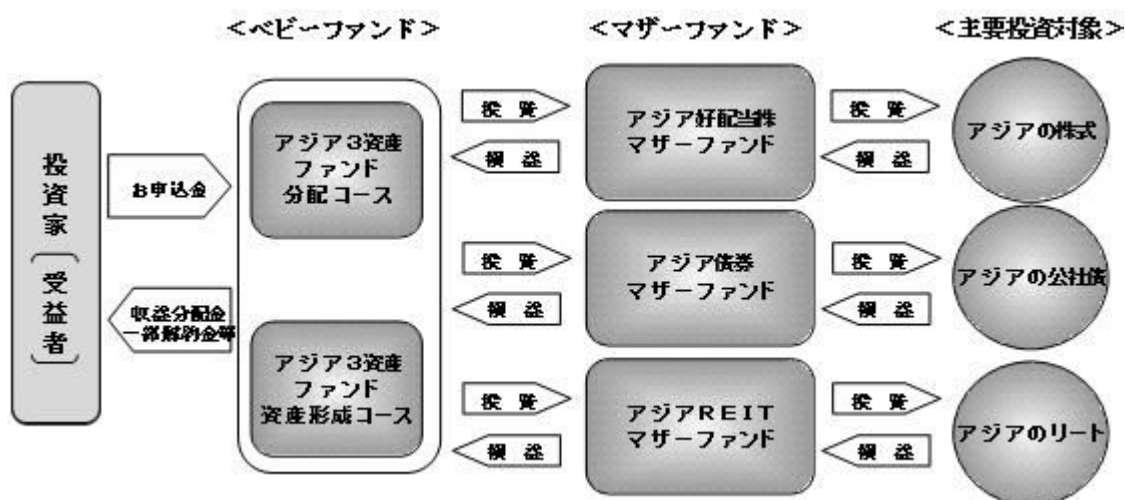 ＜ベビーファンド＞
＜マザーファンド＞
＜主要投資対象＞
投資家（受益者）
お申込金
収益分配金
一部解約金等
アジア３資産
ファンド
分配コース
アジア３資産
ファンド
資産形成コース
投資
損益
投資
損益
投資
損益
アジア好配当株
マザーファンド
アジア債券
マザーファンド
アジアＲＥＩＴ
マザーファンド
投資
損益
投資
損益
投資
損益
アジアの株式
アジアの公社債
アジアのリート